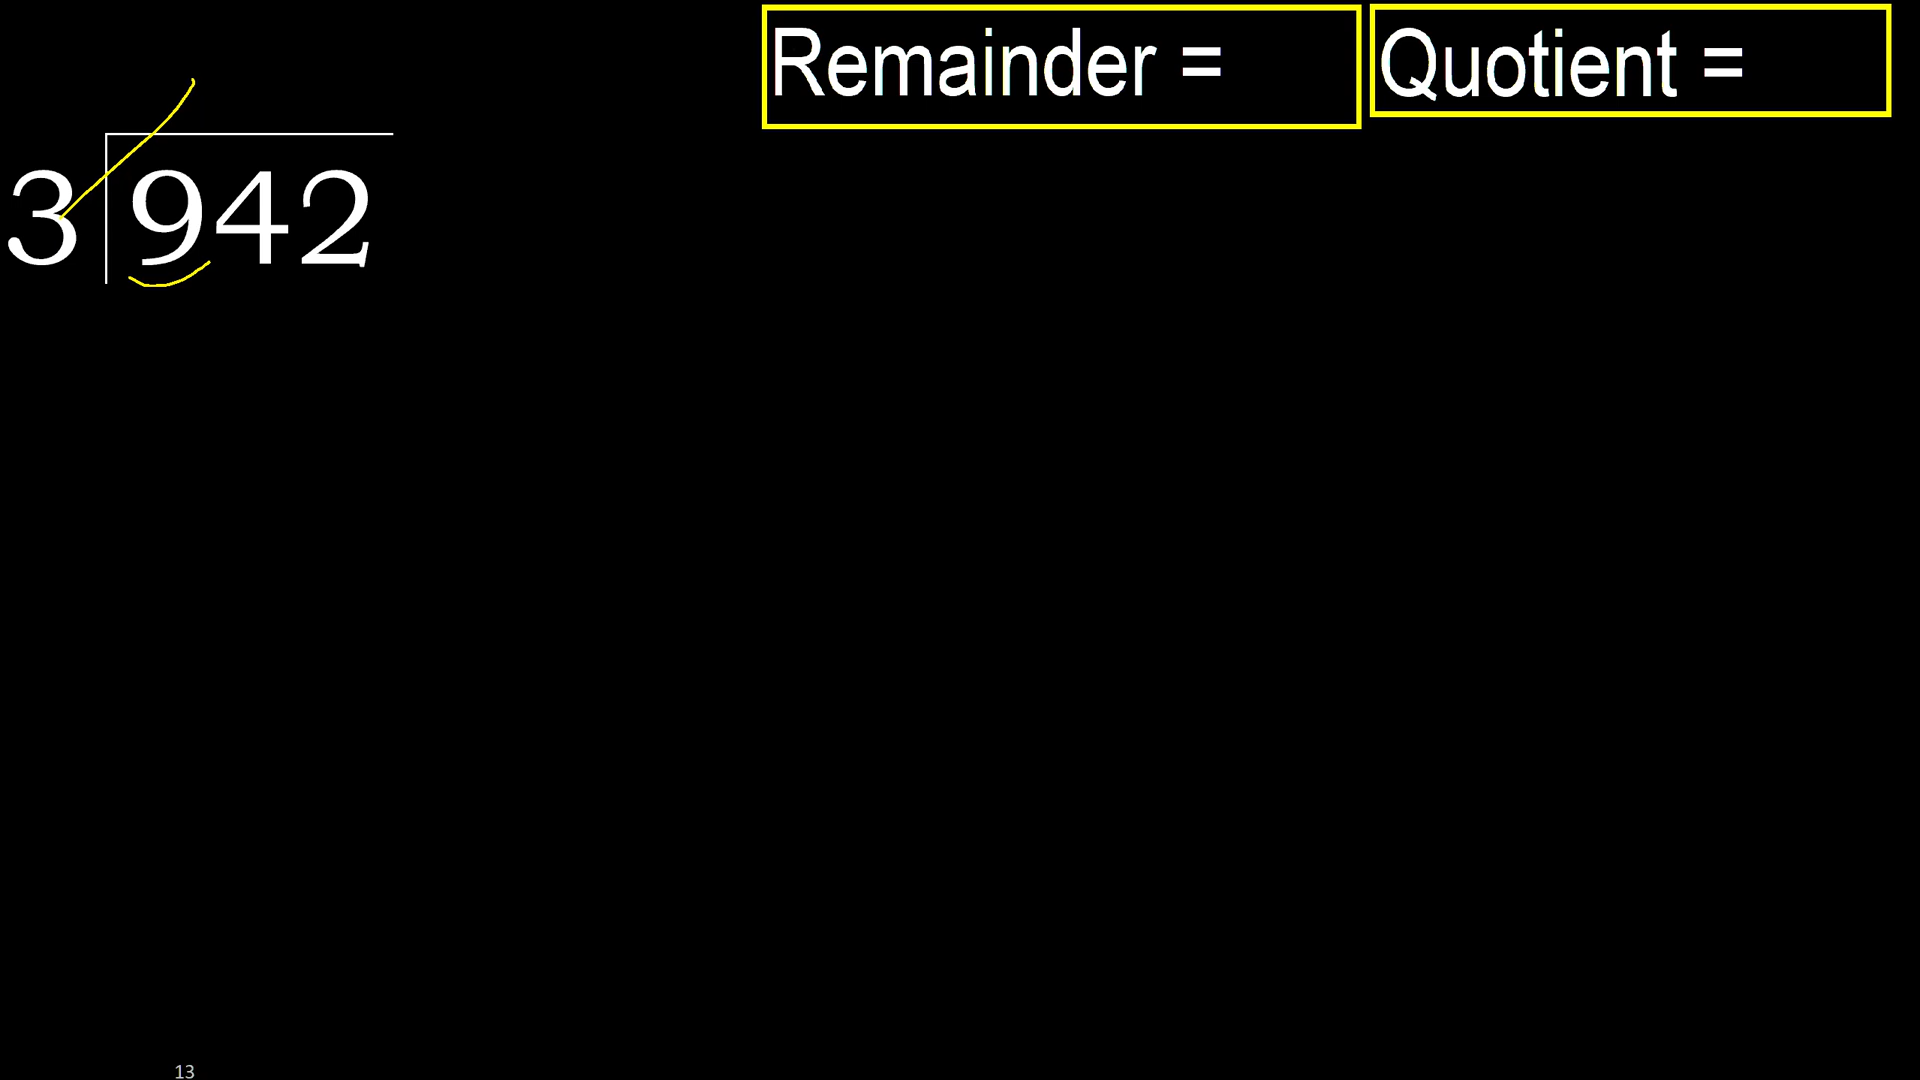 Remainder =
Quotient =
3 942
13